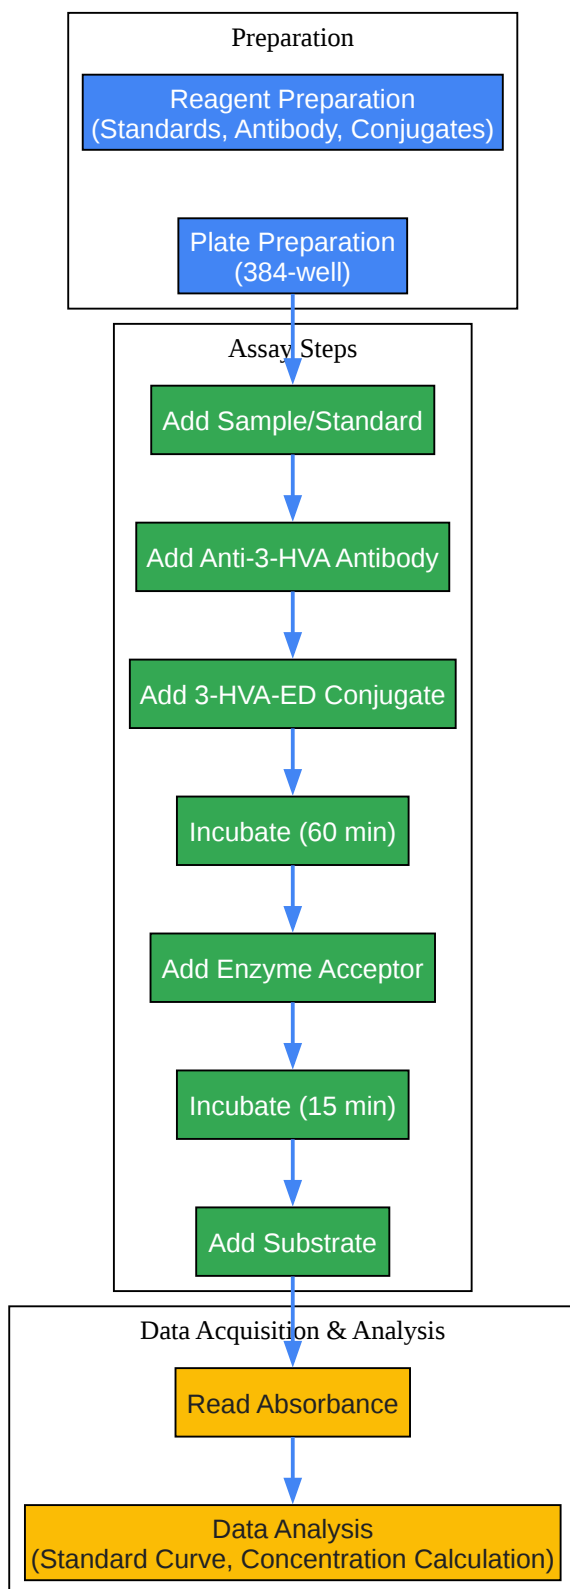 Preparation
Reagent Preparation
(Standards, Antibody, Conjugates)
Plate Preparation
(384-well)
Assay Steps
Add Sample/Standard
Add Anti-3-HVA Antibody
Add 3-HVA-ED Conjugate
Incubate (60 min)
Add Enzyme Acceptor
Incubate (15 min)
Add Substrate
Data Acquisition & Analysis
Read Absorbance
Data Analysis
(Standard Curve, Concentration Calculation)